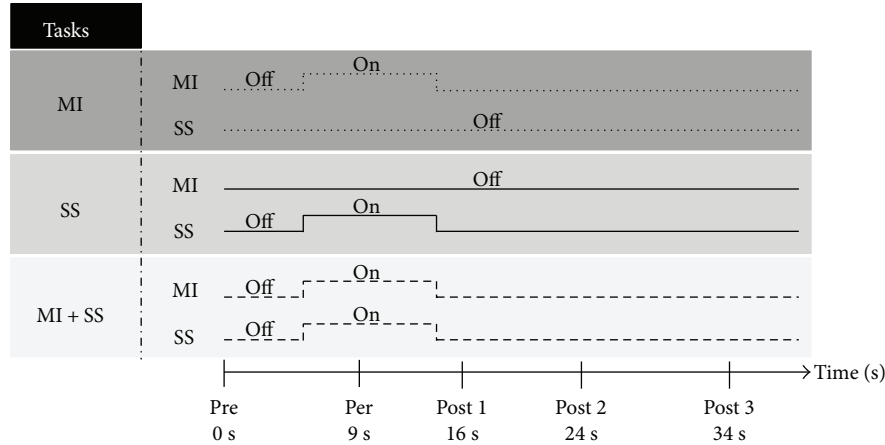 Tasks
MI
MI
Off
On
SS
Off
SS
MI
Off
SS
Off
On
MI + SS
MI
Off
On
SS
Off
On
Time (s)
Pre
Per
Post 1
Post 2
Post 3
0 s
9 s
16 s
24 s
34 s